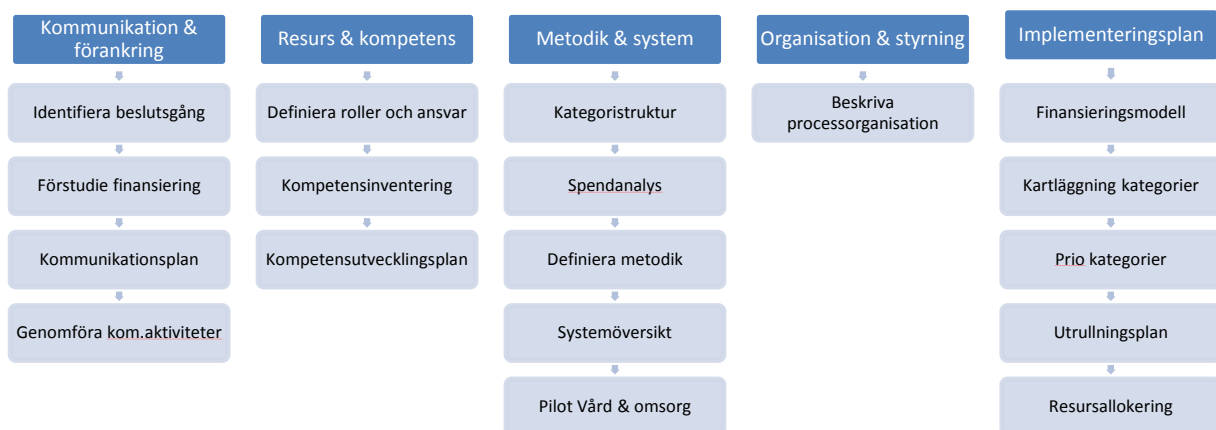 Kommunikation &
förankring
Identifiera beslutsgång
Förstudie finansiering
Kommunikationsplan
Genomföra kom.aktiviteter
Resurs & kompetens
Definiera roller och ansvar
Kompetensinventering
Kompetensutvecklingsplan
Metodik & system
Kategoristruktur
Spendanalys
Definiera metodik
Systemöversikt
Pilot Vård & omsorg
Organisation & styrning
Beskriva
processorganisation
Implementeringsplan
Finansieringsmodell
Kartläggning kategorier
Prio kategorier
Utrullningsplan
Resursallokering